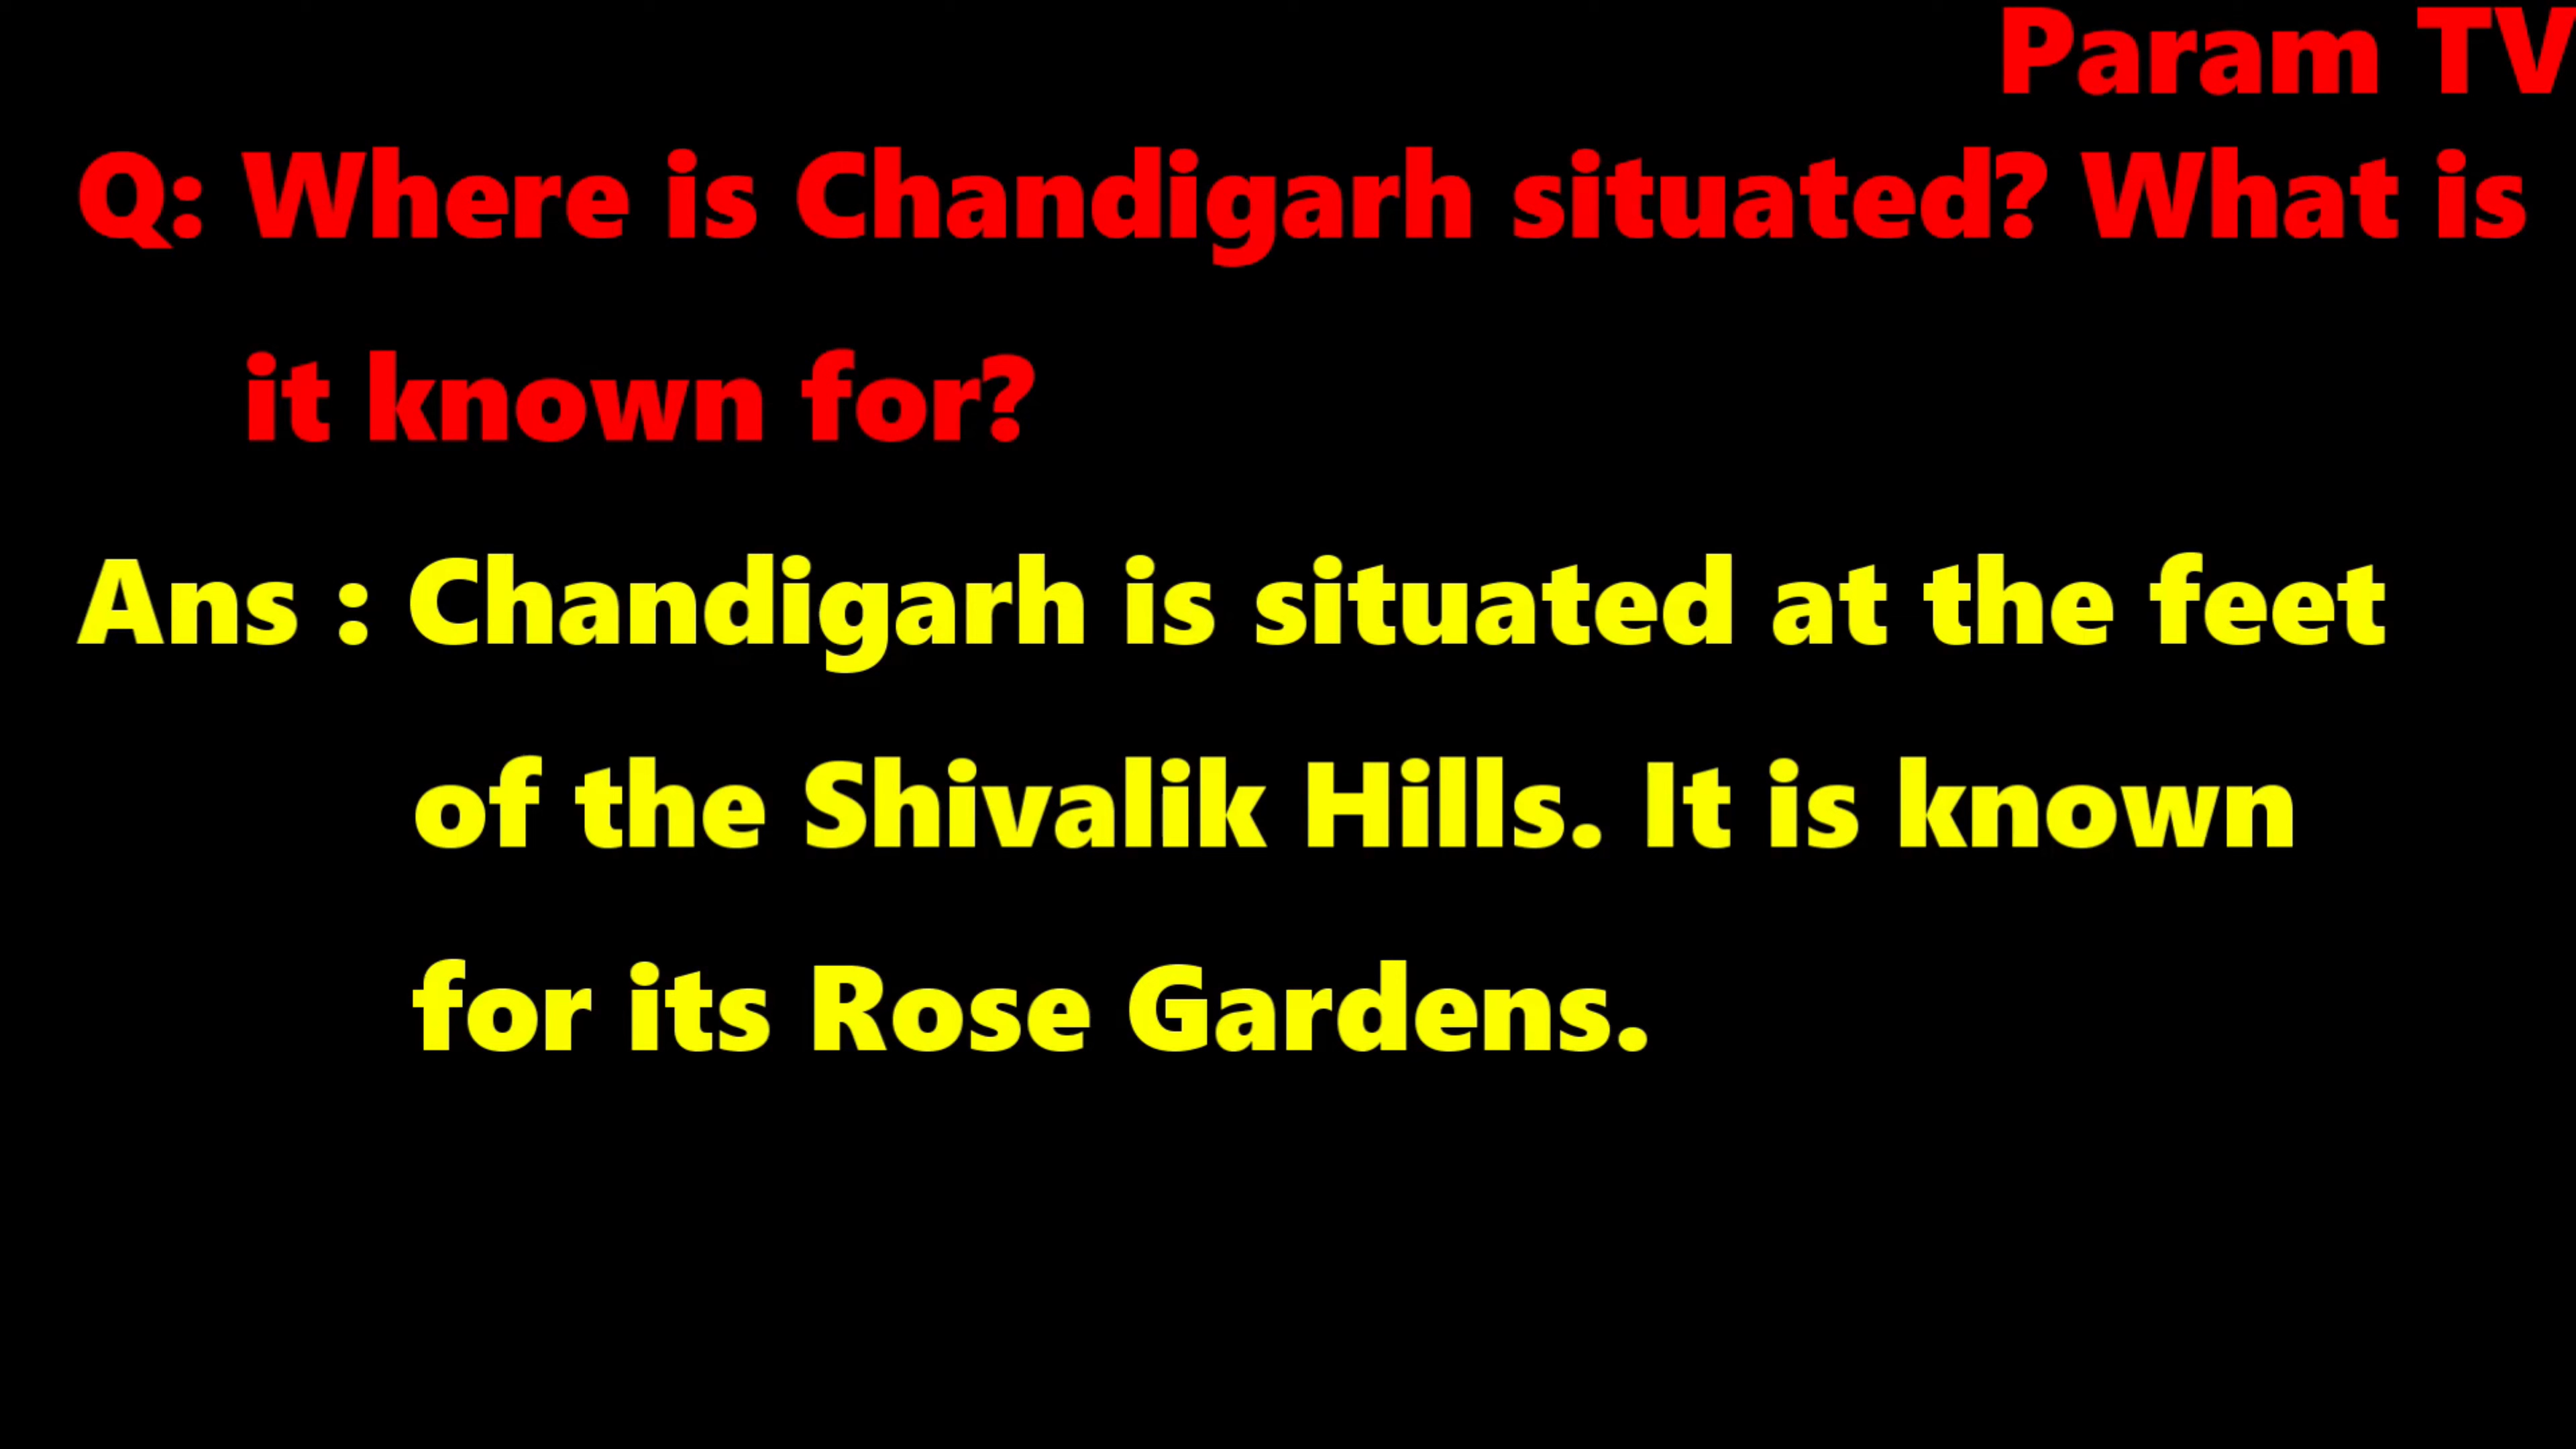 Param TV
Q: Where is Chandigarh situated? What is
it known for?
Ans : Chandigarh is situated at the feet
of the Shivalik Hills. It is known
for its Rose Gardens.